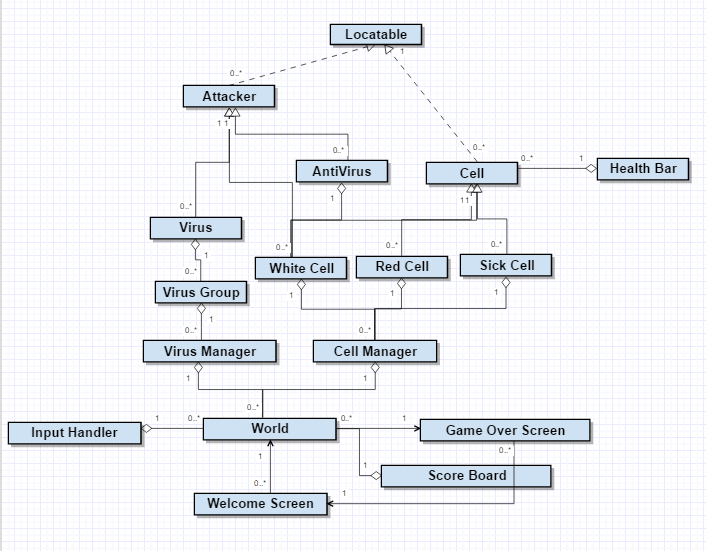 Locatable
1
0..*
Attacker
1 1
0..*
0..*
AntiVirus
1
Cell
0..*
1
Health Bar
1 1
0..*
Virus
1
0..*
0..*
0..*
White Cell
Red Cell
Sick Cell
0..*
Virus Group
1
1
1
1
0..*
0..*
Virus Manager
Cell Manager
1
1
0..*
Input Handler
1
0..*
World
0..*
1
Game Over Screen
1
0..*
1
Score Board
0..*
Welcome Screen
1